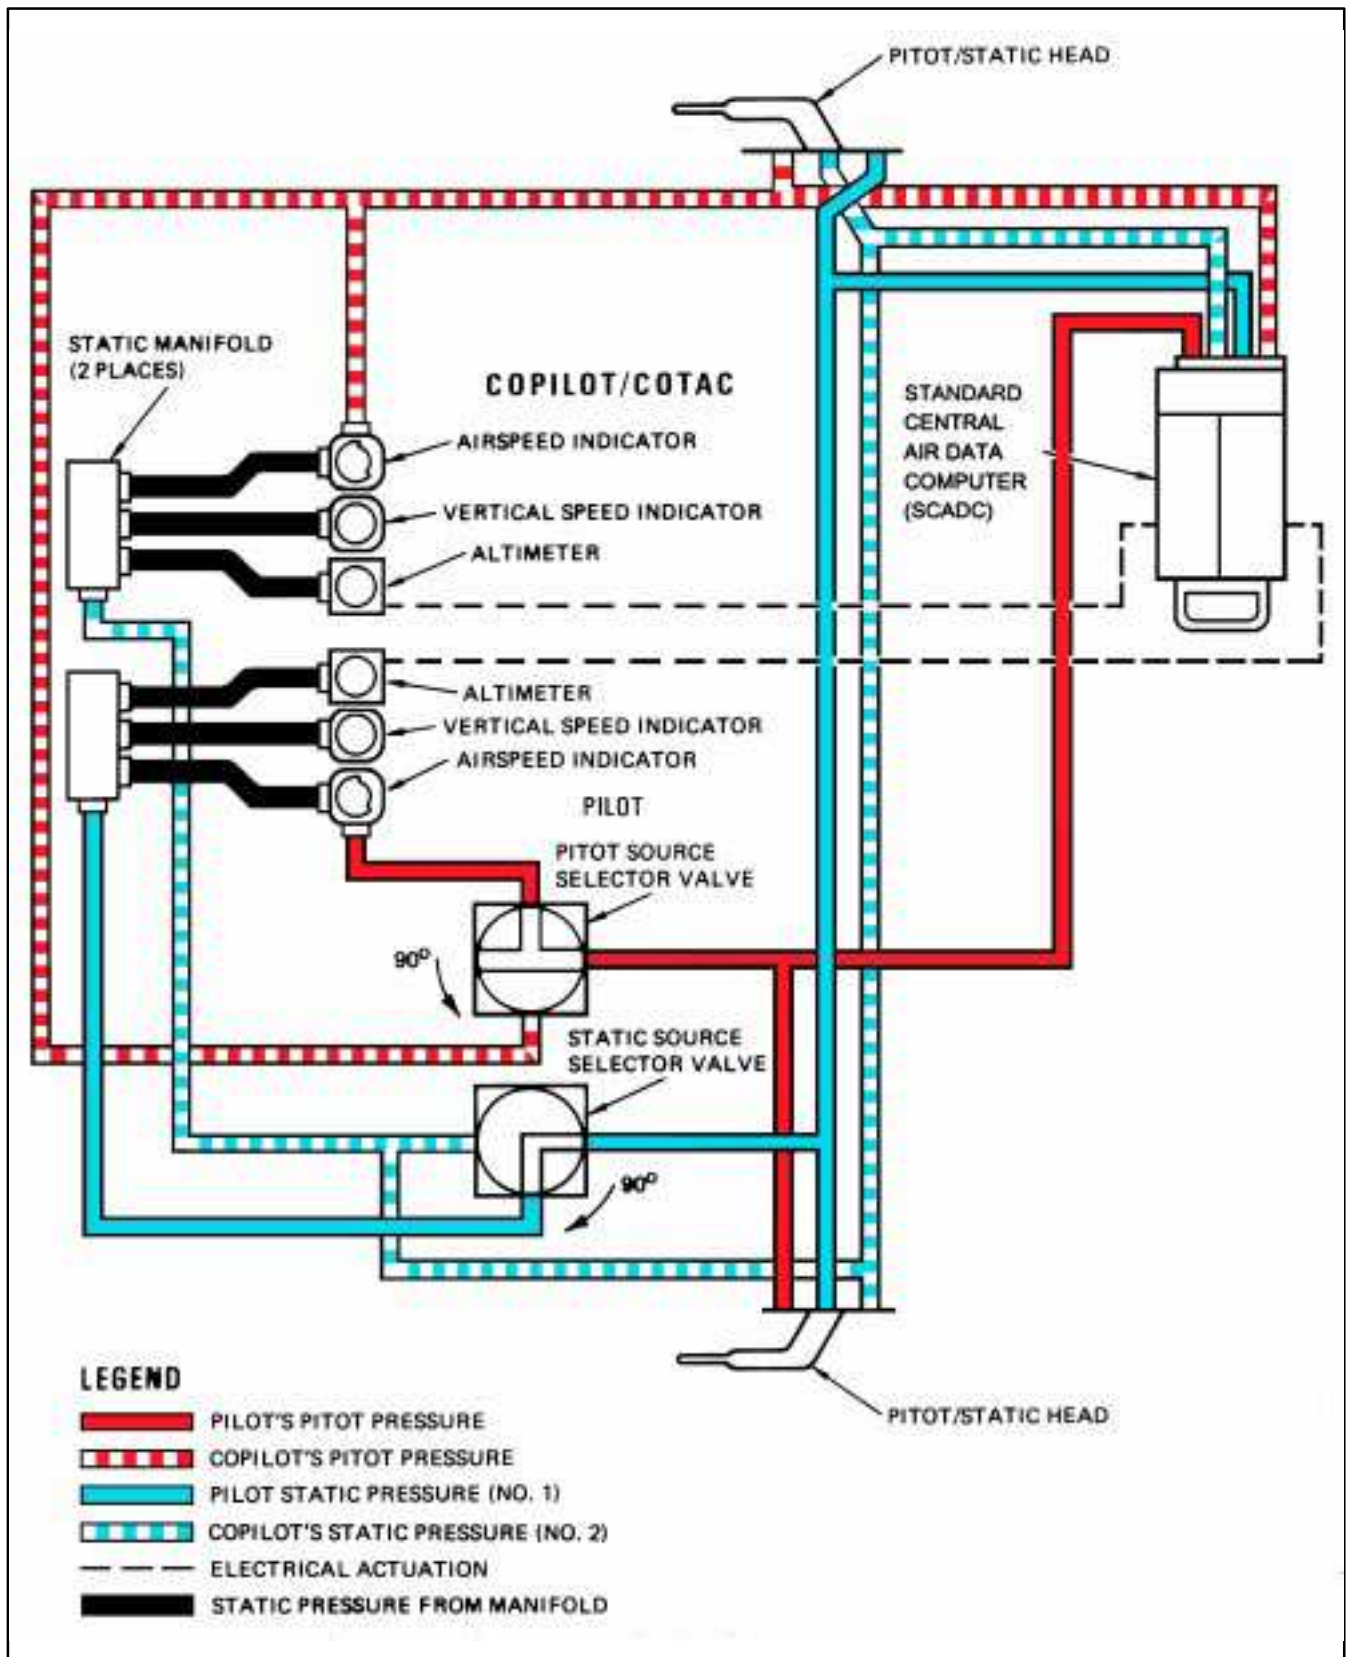 PITOT/STATIC HEAD
STATIC MANIFOLD
(2 PLACES)
COPILOT/COTAC
STANDARD
CENTRAL
AIR DATA
COMPUTER
(SCADC)
AIRSPEED INDICATOR
VERTICAL SPEED INDICATOR
ALTIMETER
ALTIMETER
VERTICAL SPEED INDICATOR
AIRSPEED INDICATOR
PILOT
PITOT SOURCE
SELECTOR VALVE
90°
STATIC SOURCE
SELECTOR VALVE
90°
PITOT/STATIC HEAD
LEGEND
PILOT'S PITOT PRESSURE
COPILOT'S PITOT PRESSURE
PILOT STATIC PRESSURE (NO. 1)
COPILOT'S STATIC PRESSURE (NO. 2)
ELECTRICAL ACTUATION
STATIC PRESSURE FROM MANIFOLD